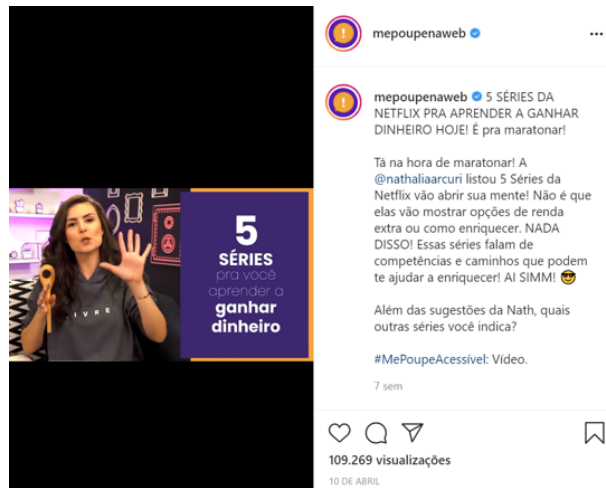 mepoupenaweb
mepoupenaweb 5 SÉRIES DA
NETFLIX PRA APRENDER A GANHAR
DINHEIRO HOJE! É pra maratonar!
Tá na hora de maratonar! A
@nathaliaarcuri listou 5 Séries da
Netflix vão abrir sua mente! Não é que
elas vão mostrar opções de renda
extra ou como enriquecer. NADA
DISSO! Essas séries falam de
competências e caminhos que podem
te ajudar a enriquecer! AI SIMM! 😎
Além das sugestões da Nath, quais
outras séries você indica?
#MePoupeAcessível: Vídeo.
7 sem
109.269 visualizações
10 DE ABRIL
5
SÉRIES
pra você
aprender a
ganhar
dinheiro
IVRE